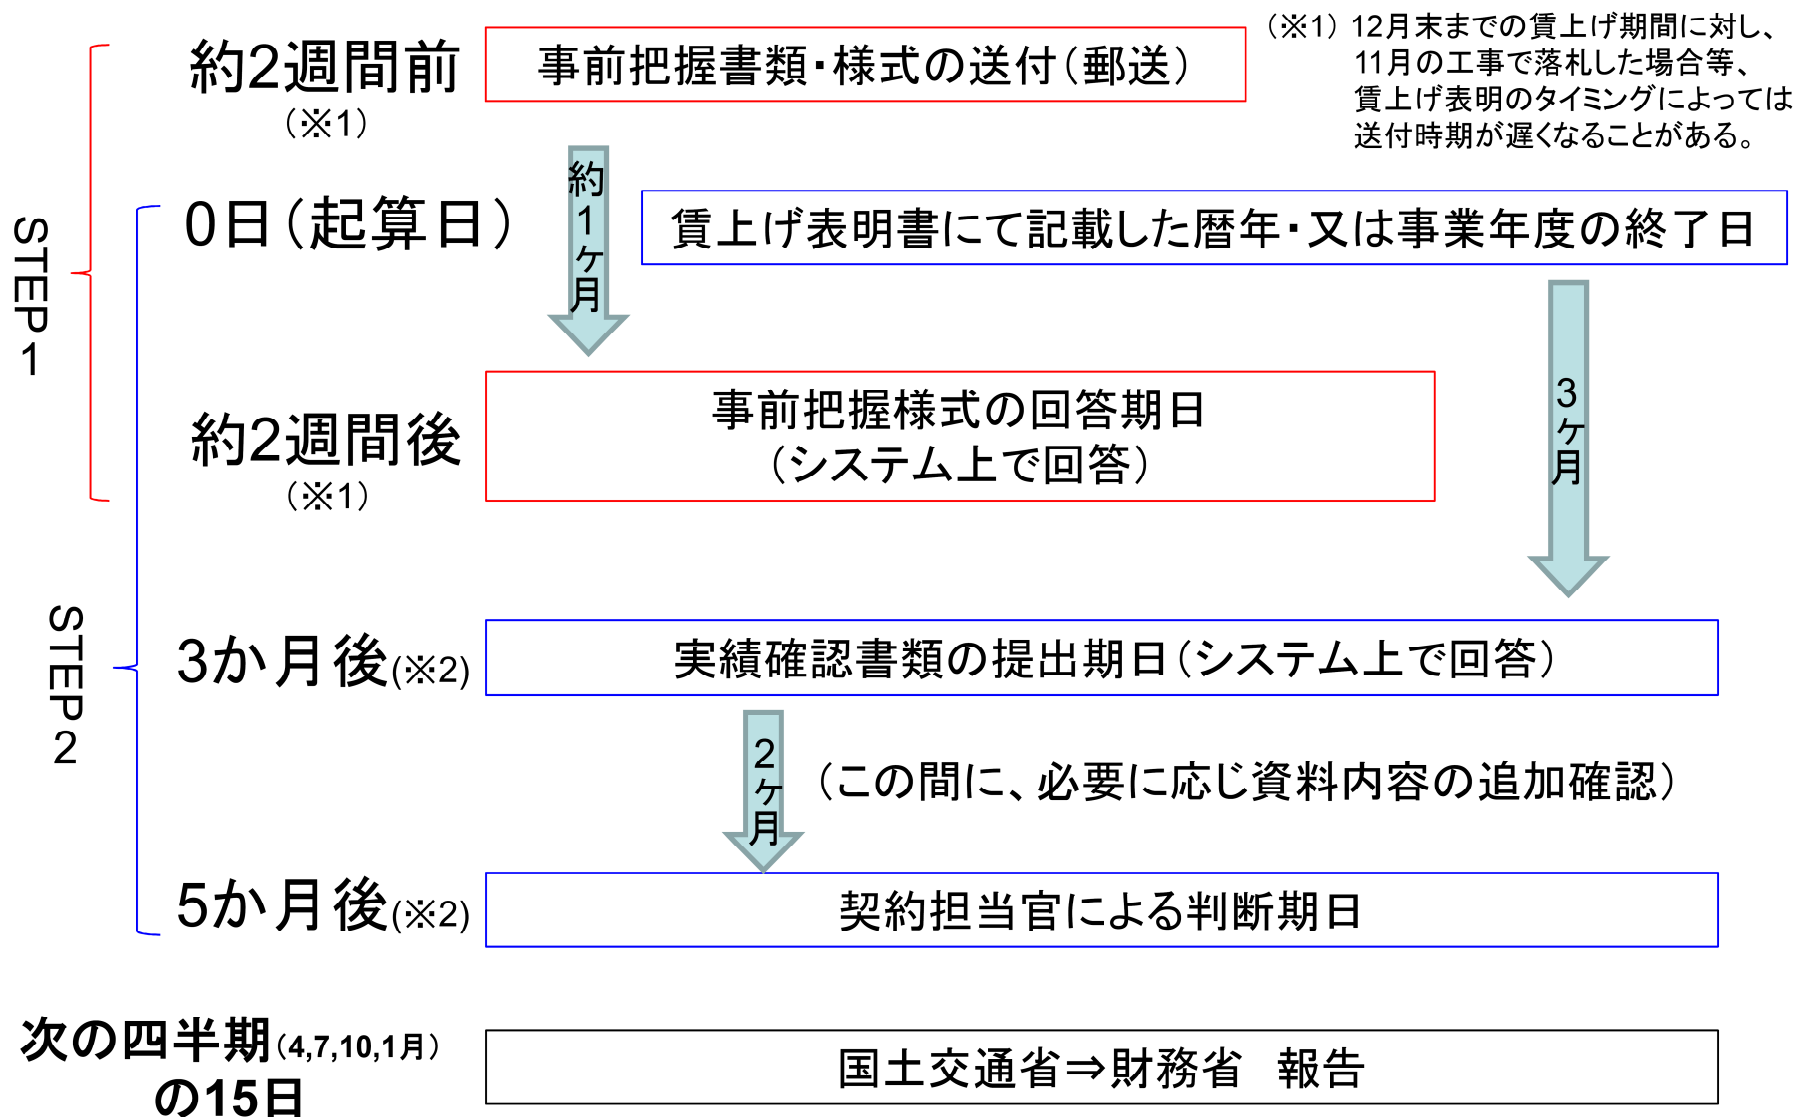 約2週間前
（※1）
事前把握書類・様式の送付（郵送）
（※1）12月末までの賃上げ期間に対し、
11月の工事で落札した場合等、
賃上げ表明のタイミングによっては
送付時期が遅くなることがある。
約1ヶ月
0日（起算日）
賃上げ表明書にて記載した暦年・又は事業年度の終了日
STEP1
3ヶ月
約2週間後
（※1）
事前把握様式の回答期日
（システム上で回答）
STEP2
3か月後(※2)
実績確認書類の提出期日（システム上で回答）
2ヶ月
（この間に、必要に応じ資料内容の追加確認）
5か月後(※2)
契約担当官による判断期日
次の四半期（4,7,10,1月）
の15日
国土交通省⇒財務省　報告